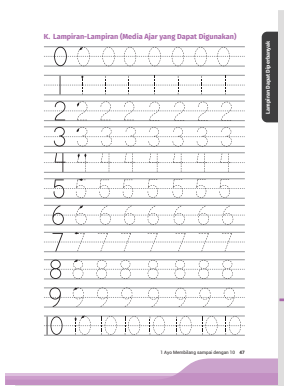 K. Lampiran-Lampiran (Media Ajar yang Dapat Digunakan)
Lampiran Dapat Diperbanyak
0 0 0 0 0 0 0 0
1 1 1 1 1 1 1 1
2 2 2 2 2 2 2 2
3 3 3 3 3 3 3 3
4 4 4 4 4 4 4 4
5 5 5 5 5 5 5 5
6 6 6 6 6 6 6 6
7 7 7 7 7 7 7 7
8 8 8 8 8 8 8 8
9 9 9 9 9 9 9 9
10 10 10 10 10 10 10
1 Ayo Membilang sampai dengan 10 47